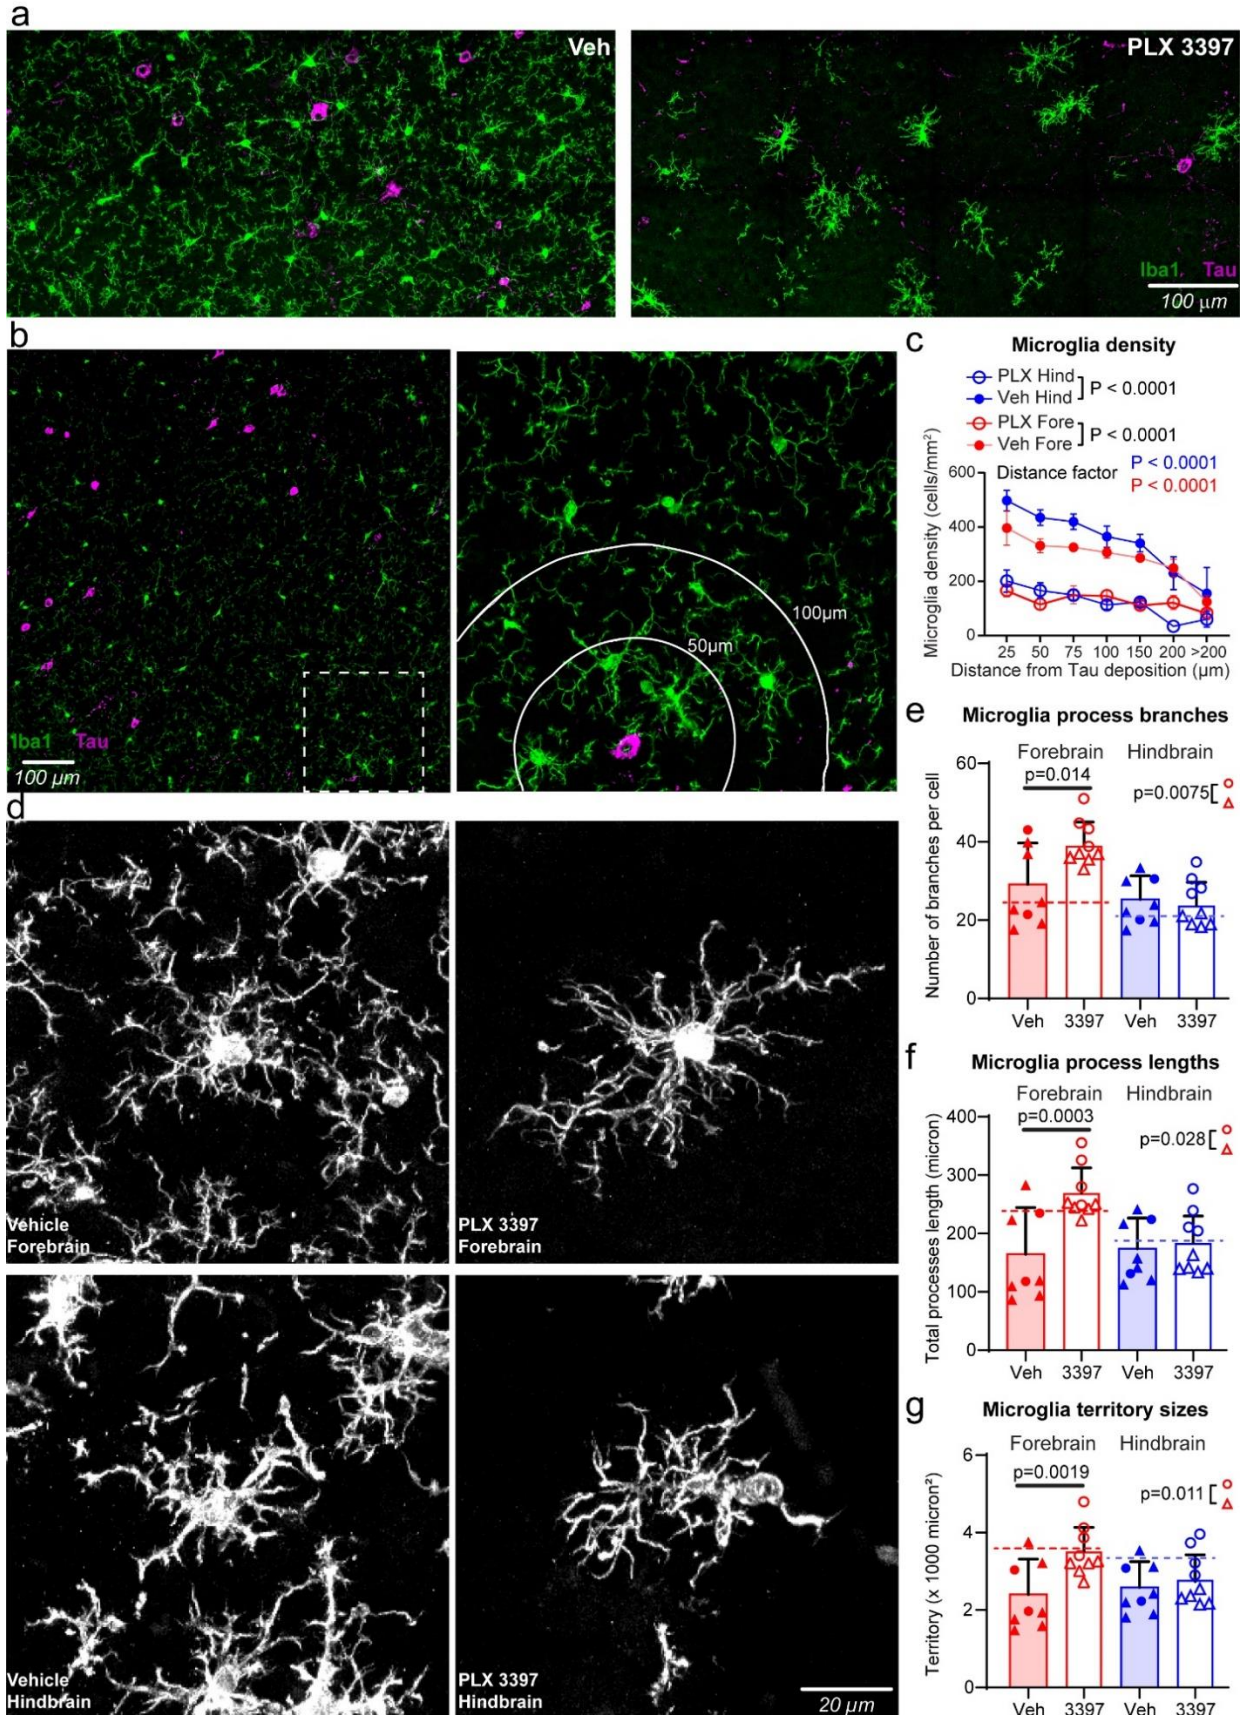 a
Veh
PLX 3397
Iba1 Tau
100 µm
b
Iba1 Tau
100 µm
50µm
100µm
c
Microglia density
PLX Hind
Veh Hind
P < 0.0001
PLX Fore
Veh Fore
P < 0.0001
Distance factor
P < 0.0001
P < 0.0001
Microglia density (cells/mm²)
600
400
200
0
25 50 75 100 150 200 >200
Distance from Tau deposition (µm)
d
Vehicle
Forebrain
PLX 3397
Forebrain
Vehicle
Hindbrain
PLX 3397
Hindbrain
20 µm
e
Microglia process branches
Forebrain Hindbrain
p=0.014
p=0.0075
Number of branches per cell
60
40
20
0
Veh 3397 Veh 3397
f
Microglia process lengths
Forebrain Hindbrain
p=0.0003
p=0.028
Total processes length (micron)
400
300
200
100
0
Veh 3397 Veh 3397
g
Microglia territory sizes
Forebrain Hindbrain
p=0.0019
p=0.011
Territory (x 1000 micron²)
6
4
2
0
Veh 3397 Veh 3397